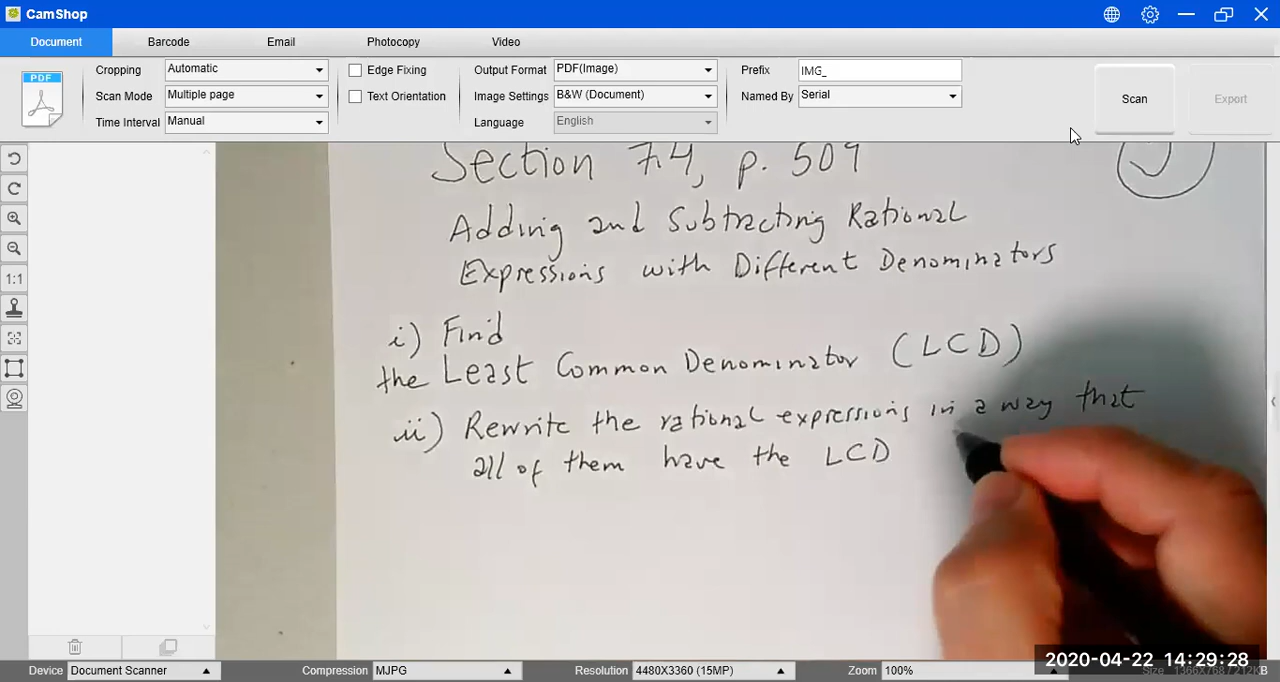 CamShop
Document Barcode Email Photocopy Video
PDF
Cropping Automatic Edge Fixing Output Format PDF(Image) Prefix IMG_
Scan Mode Multiple page Text Orientation Image Settings B&W (Document) Named By Serial Scan Export
Time Interval Manual Language English
1:1
Section 7.4, p. 509
Adding and Subtracting Rational
Expressions with Different Denominators
i) Find
the Least Common Denominator (LCD)
ii) Rewrite the rational expressions in a way that
all of them have the LCD
2020-04-22 14:29:28
Device Document Scanner Compression MJPG Resolution 4480X3360 (15MP) Zoom 100%